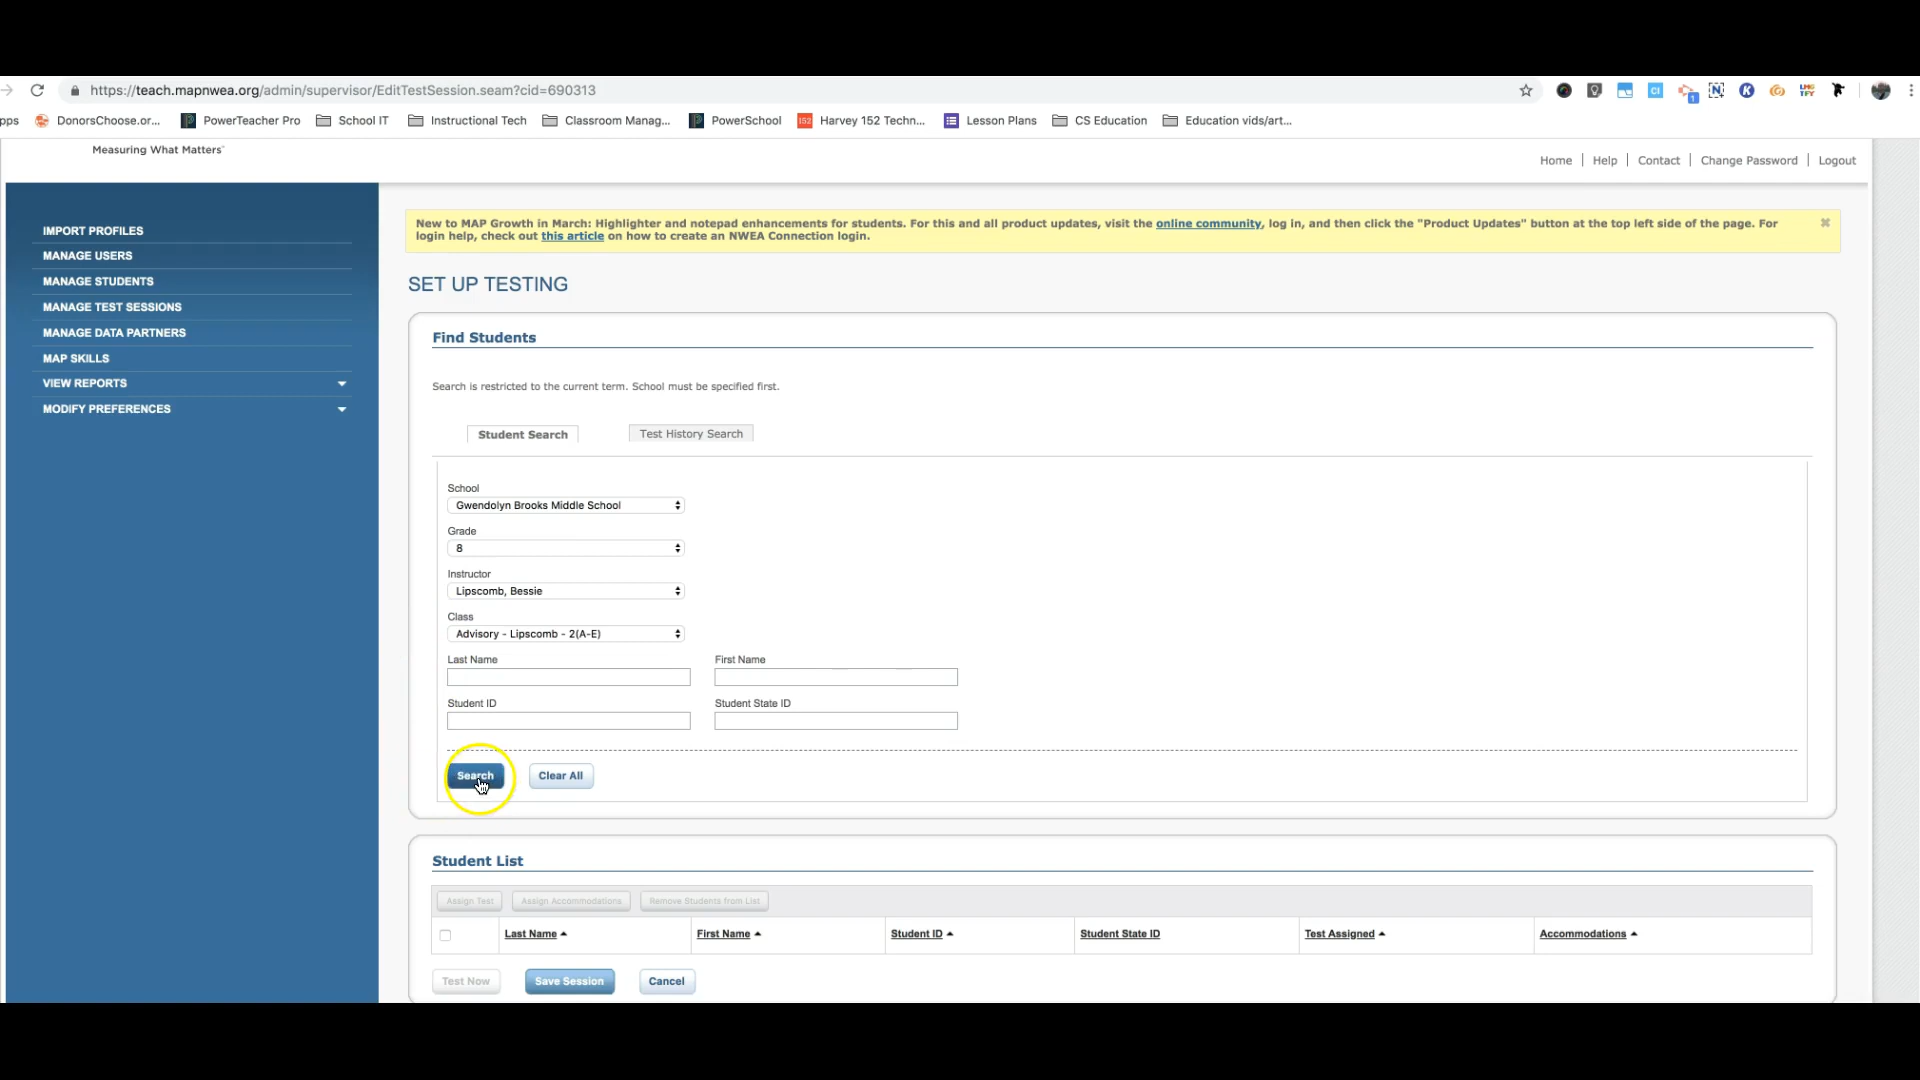 https://teach.mapnwea.org/admin/supervisor/EditTestSession.seam?cid=690313
CI
1
N
K
LMG TFY
pps
DonorsChoose.or...
PowerTeacher Pro
School IT
Instructional Tech
Classroom Manag...
PowerSchool
152
Harvey 152 Techn...
Lesson Plans
CS Education
Education vids/art...
Measuring What Matters
Home | Help | Contact | Change Password | Logout
IMPORT PROFILES
MANAGE USERS
MANAGE STUDENTS
MANAGE TEST SESSIONS
MANAGE DATA PARTNERS
MAP SKILLS
VIEW REPORTS
MODIFY PREFERENCES
New to MAP Growth in March: Highlighter and notepad enhancements for students. For this and all product updates, visit the online community, log in, and then click the "Product Updates" button at the top left side of the page. For
login help, check out this article on how to create an NWEA Connection login.
SET UP TESTING
Find Students
Search is restricted to the current term. School must be specified first.
Student Search
Test History Search
School
Gwendolyn Brooks Middle School
Grade
8
Instructor
Lipscomb, Bessie
Class
Advisory - Lipscomb - 2(A-E)
Last Name
First Name
Student ID
Student State ID
Search
Clear All
Student List
Assign Test
Assign Accommodations
Remove Students from List
Last Name
First Name
Student ID
Student State ID
Test Assigned
Accommodations
Test Now
Save Session
Cancel